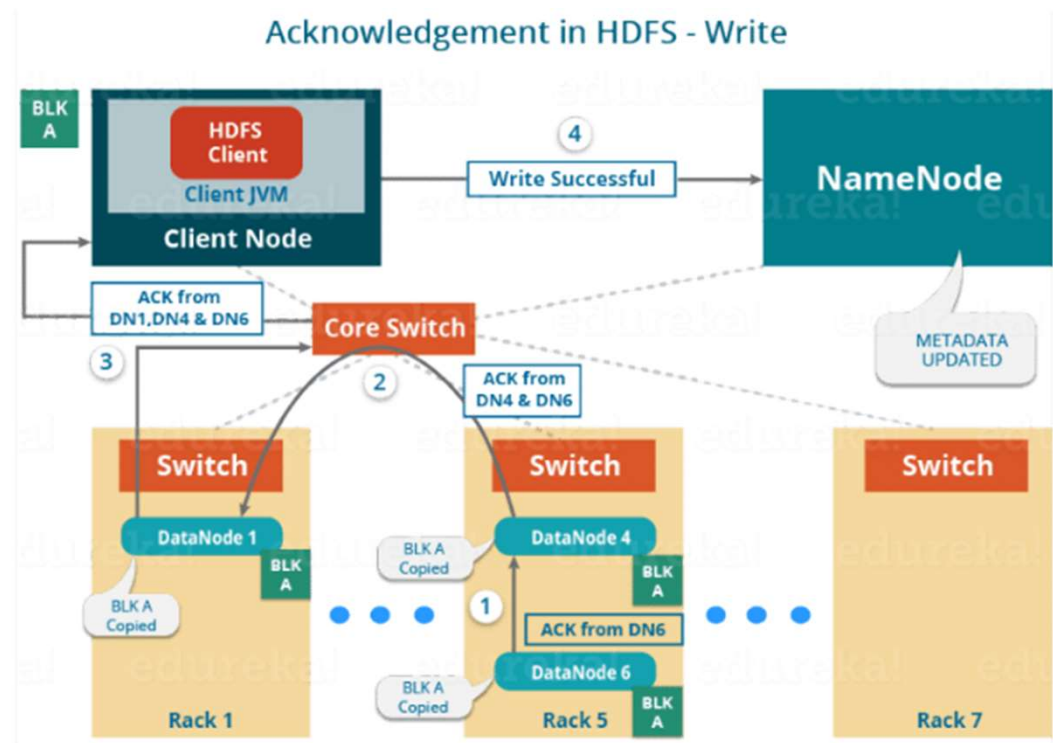 Acknowledgement in HDFS - Write
BLK
A
HDFS
Client
Client JVM
Client Node
4
Write Successful
NameNode
ACK from
DN1,DN4 & DN6
Core Switch
METADATA
UPDATED
3
2
ACK from
DN4 & DN6
Switch
Switch
Switch
DataNode 1
BLK
A
BLK A
Copied
DataNode 4
BLK A
Copied
BLK
A
1
ACK from DN6
DataNode 6
BLK A
Copied
BLK
A
Rack 1
Rack 5
Rack 7
edureka!